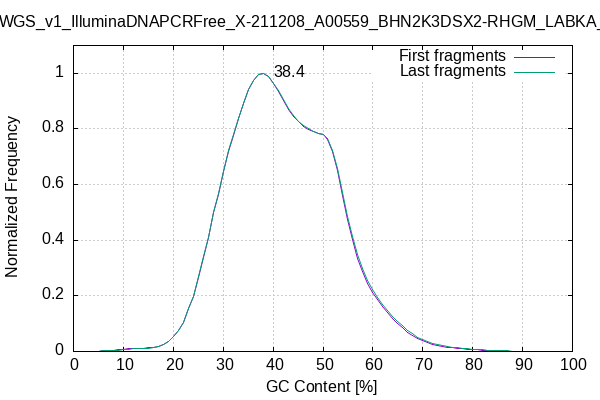 WGS_v1_IlluminaDNAPCRFree_X-211208_A00559_BHN2K3DSX2-RHGM_LABKA_
First fragments
Last fragments
38.4
Normalized Frequency
1
0.8
0.6
0.4
0.2
0
0 10 20 30 40 50 60 70 80 90 100
GC Content [%]